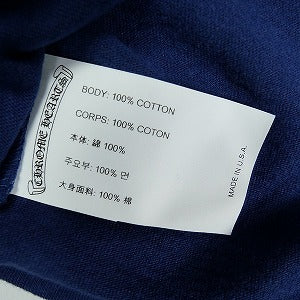 CHROME HEARTS
BODY: 100% COTTON
CORPS: 100% COTON
本体: 綿 100%
주요부: 100% 면
大身面料: 100% 棉
MADE IN U.S.A.